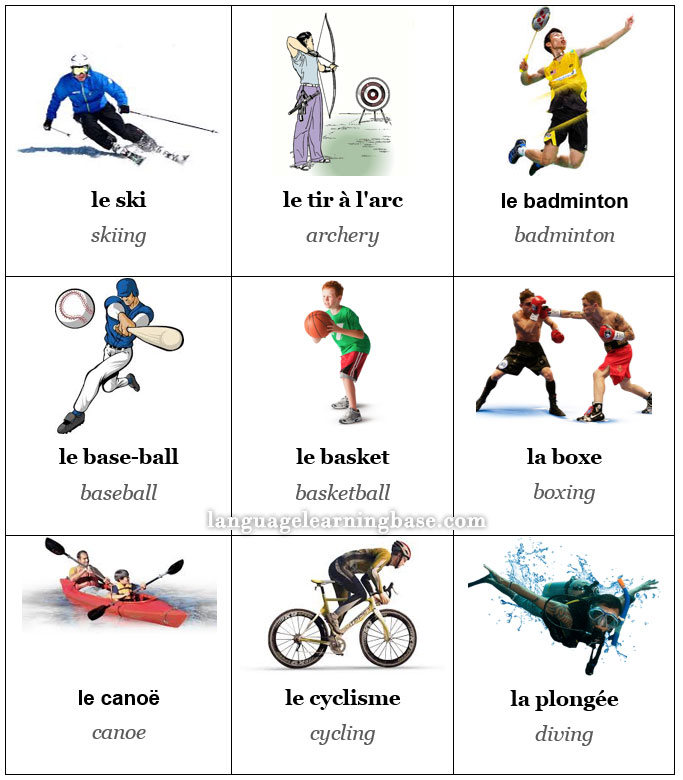 le ski
skiing
le tir à l'arc
archery
le badminton
badminton
le base-ball
baseball
le basket
basketball
la boxe
boxing
languagelearningbase.com
le canoë
canoe
le cyclisme
cycling
la plongée
diving